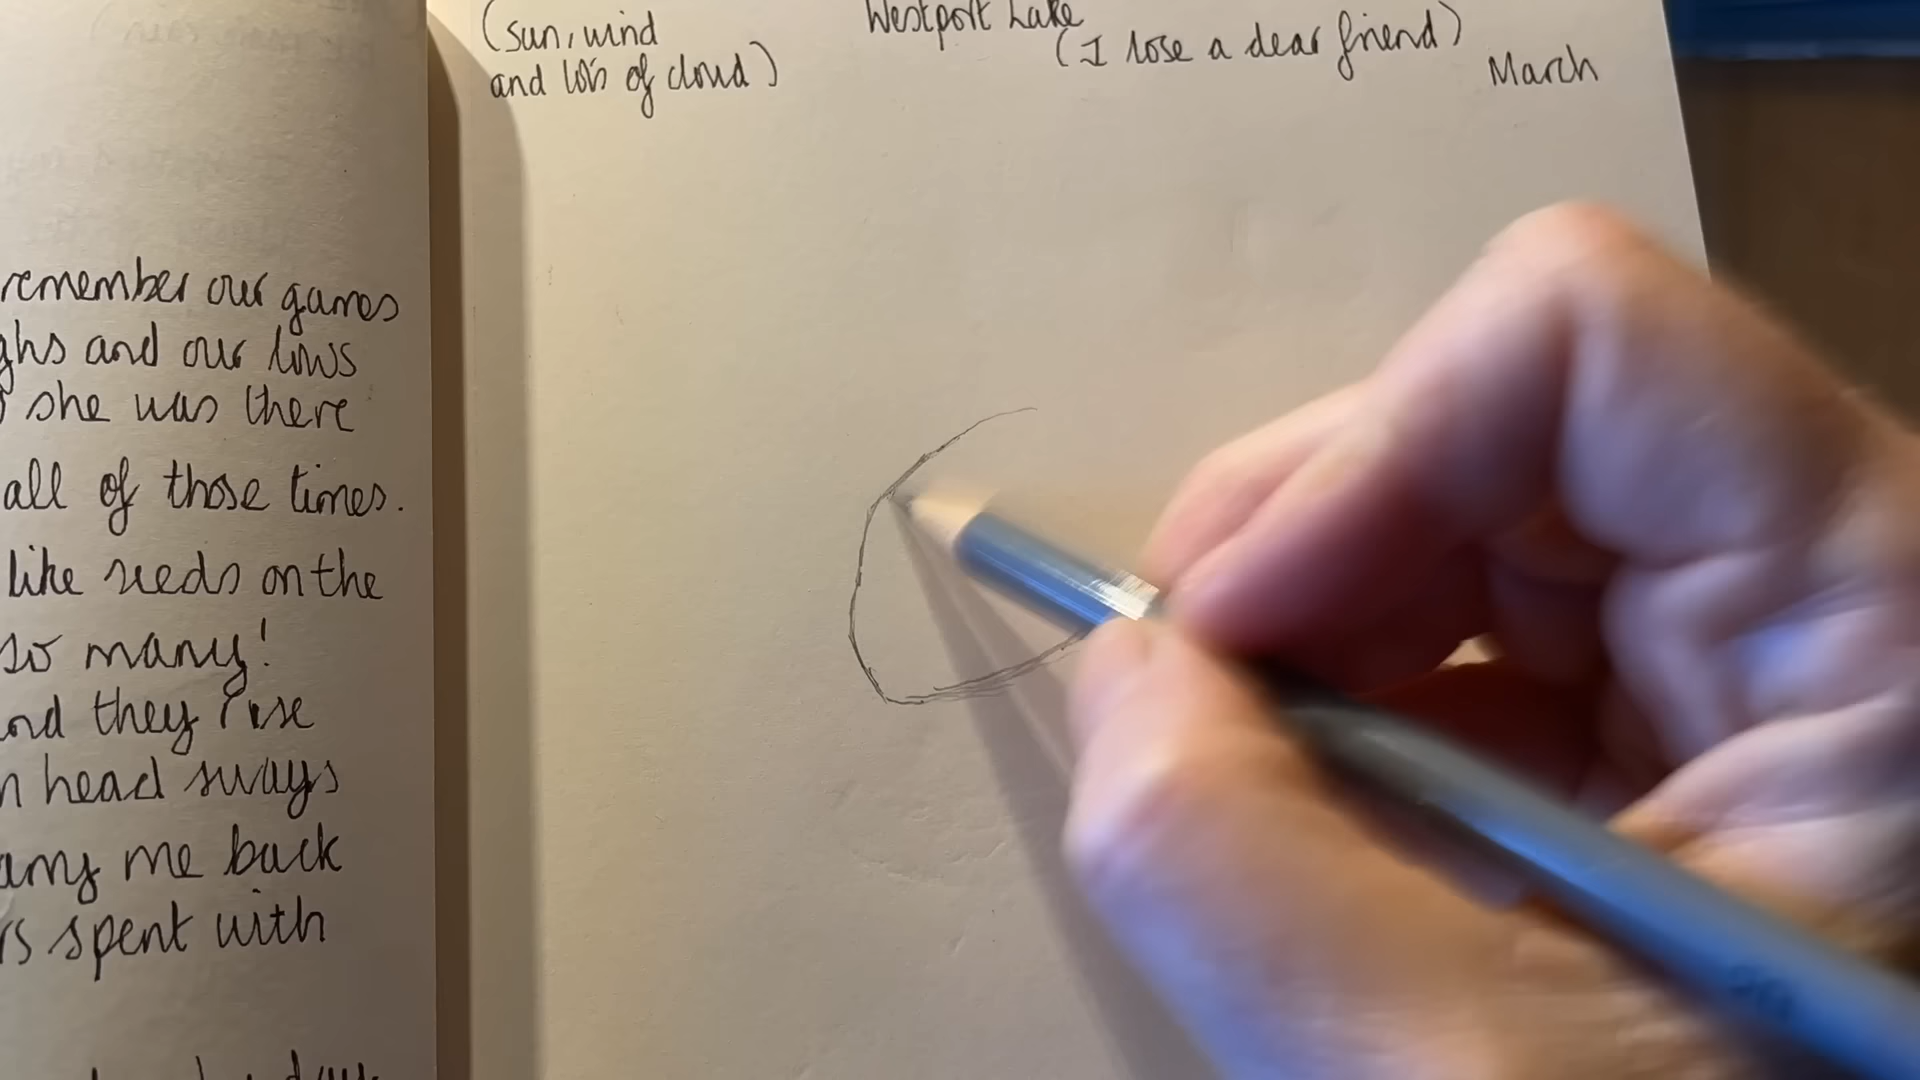 remember our games
ghs and our lows
she was there
all of those times.
like seeds on the
so many!
nd they rise
n head sways
me back
rs spent with
day.
(sun, wind
and lots of cloud)
Westport Lake
(I lose a dear friend)
March